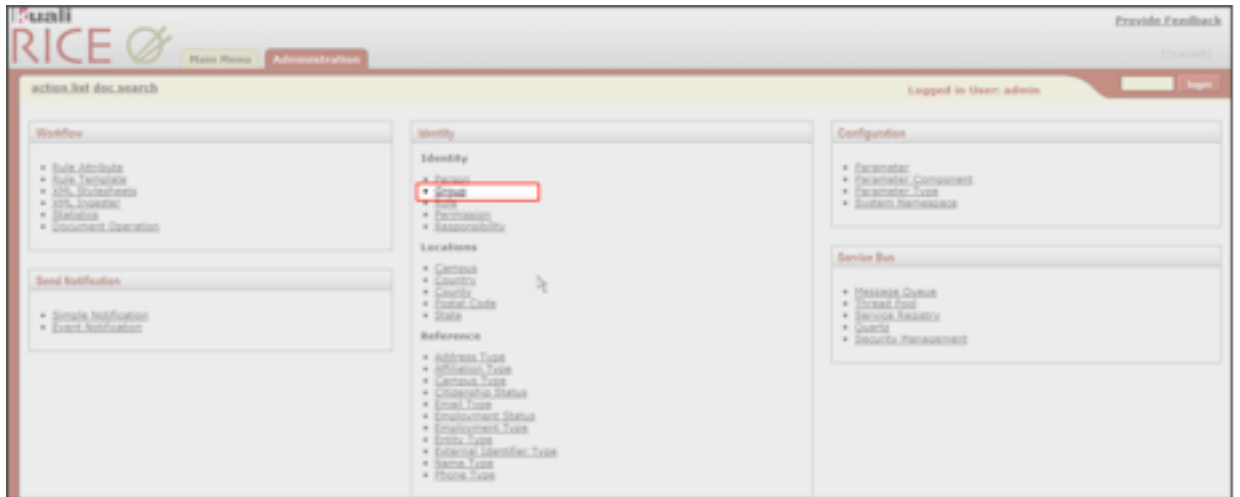 Kuali
RICE
Provide Feedback
Main Menu
Administration
action list doc search
Logged in User: admin
login
Workflow
Rule Attribute
Rule Template
XML Stylesheets
XML Ingester
Statistics
Document Operation
Send Notification
Simple Notification
Event Notification
Identity
Identity
Person
Group
Role
Permission
Responsibility
Locations
Campus
Country
County
Postal Code
State
Reference
Address Type
Affiliation Type
Campus Type
Citizenship Status
Email Type
Employment Status
Employment Type
Entity Type
External Identifier Type
Name Type
Phone Type
Configuration
Parameter
Parameter Component
Parameter Type
System Namespace
Service Bus
Message Queue
Thread Pool
Service Registry
Quartz
Security Management